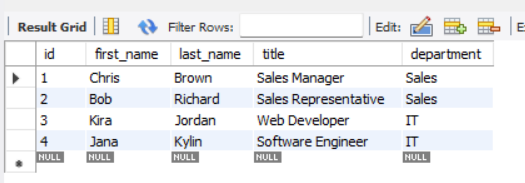 Result Grid Filter Rows: Edit:
id first_name last_name title department
1 Chris Brown Sales Manager Sales
2 Bob Richard Sales Representative Sales
3 Kira Jordan Web Developer IT
4 Jana Kylin Software Engineer IT
NULL NULL NULL NULL NULL